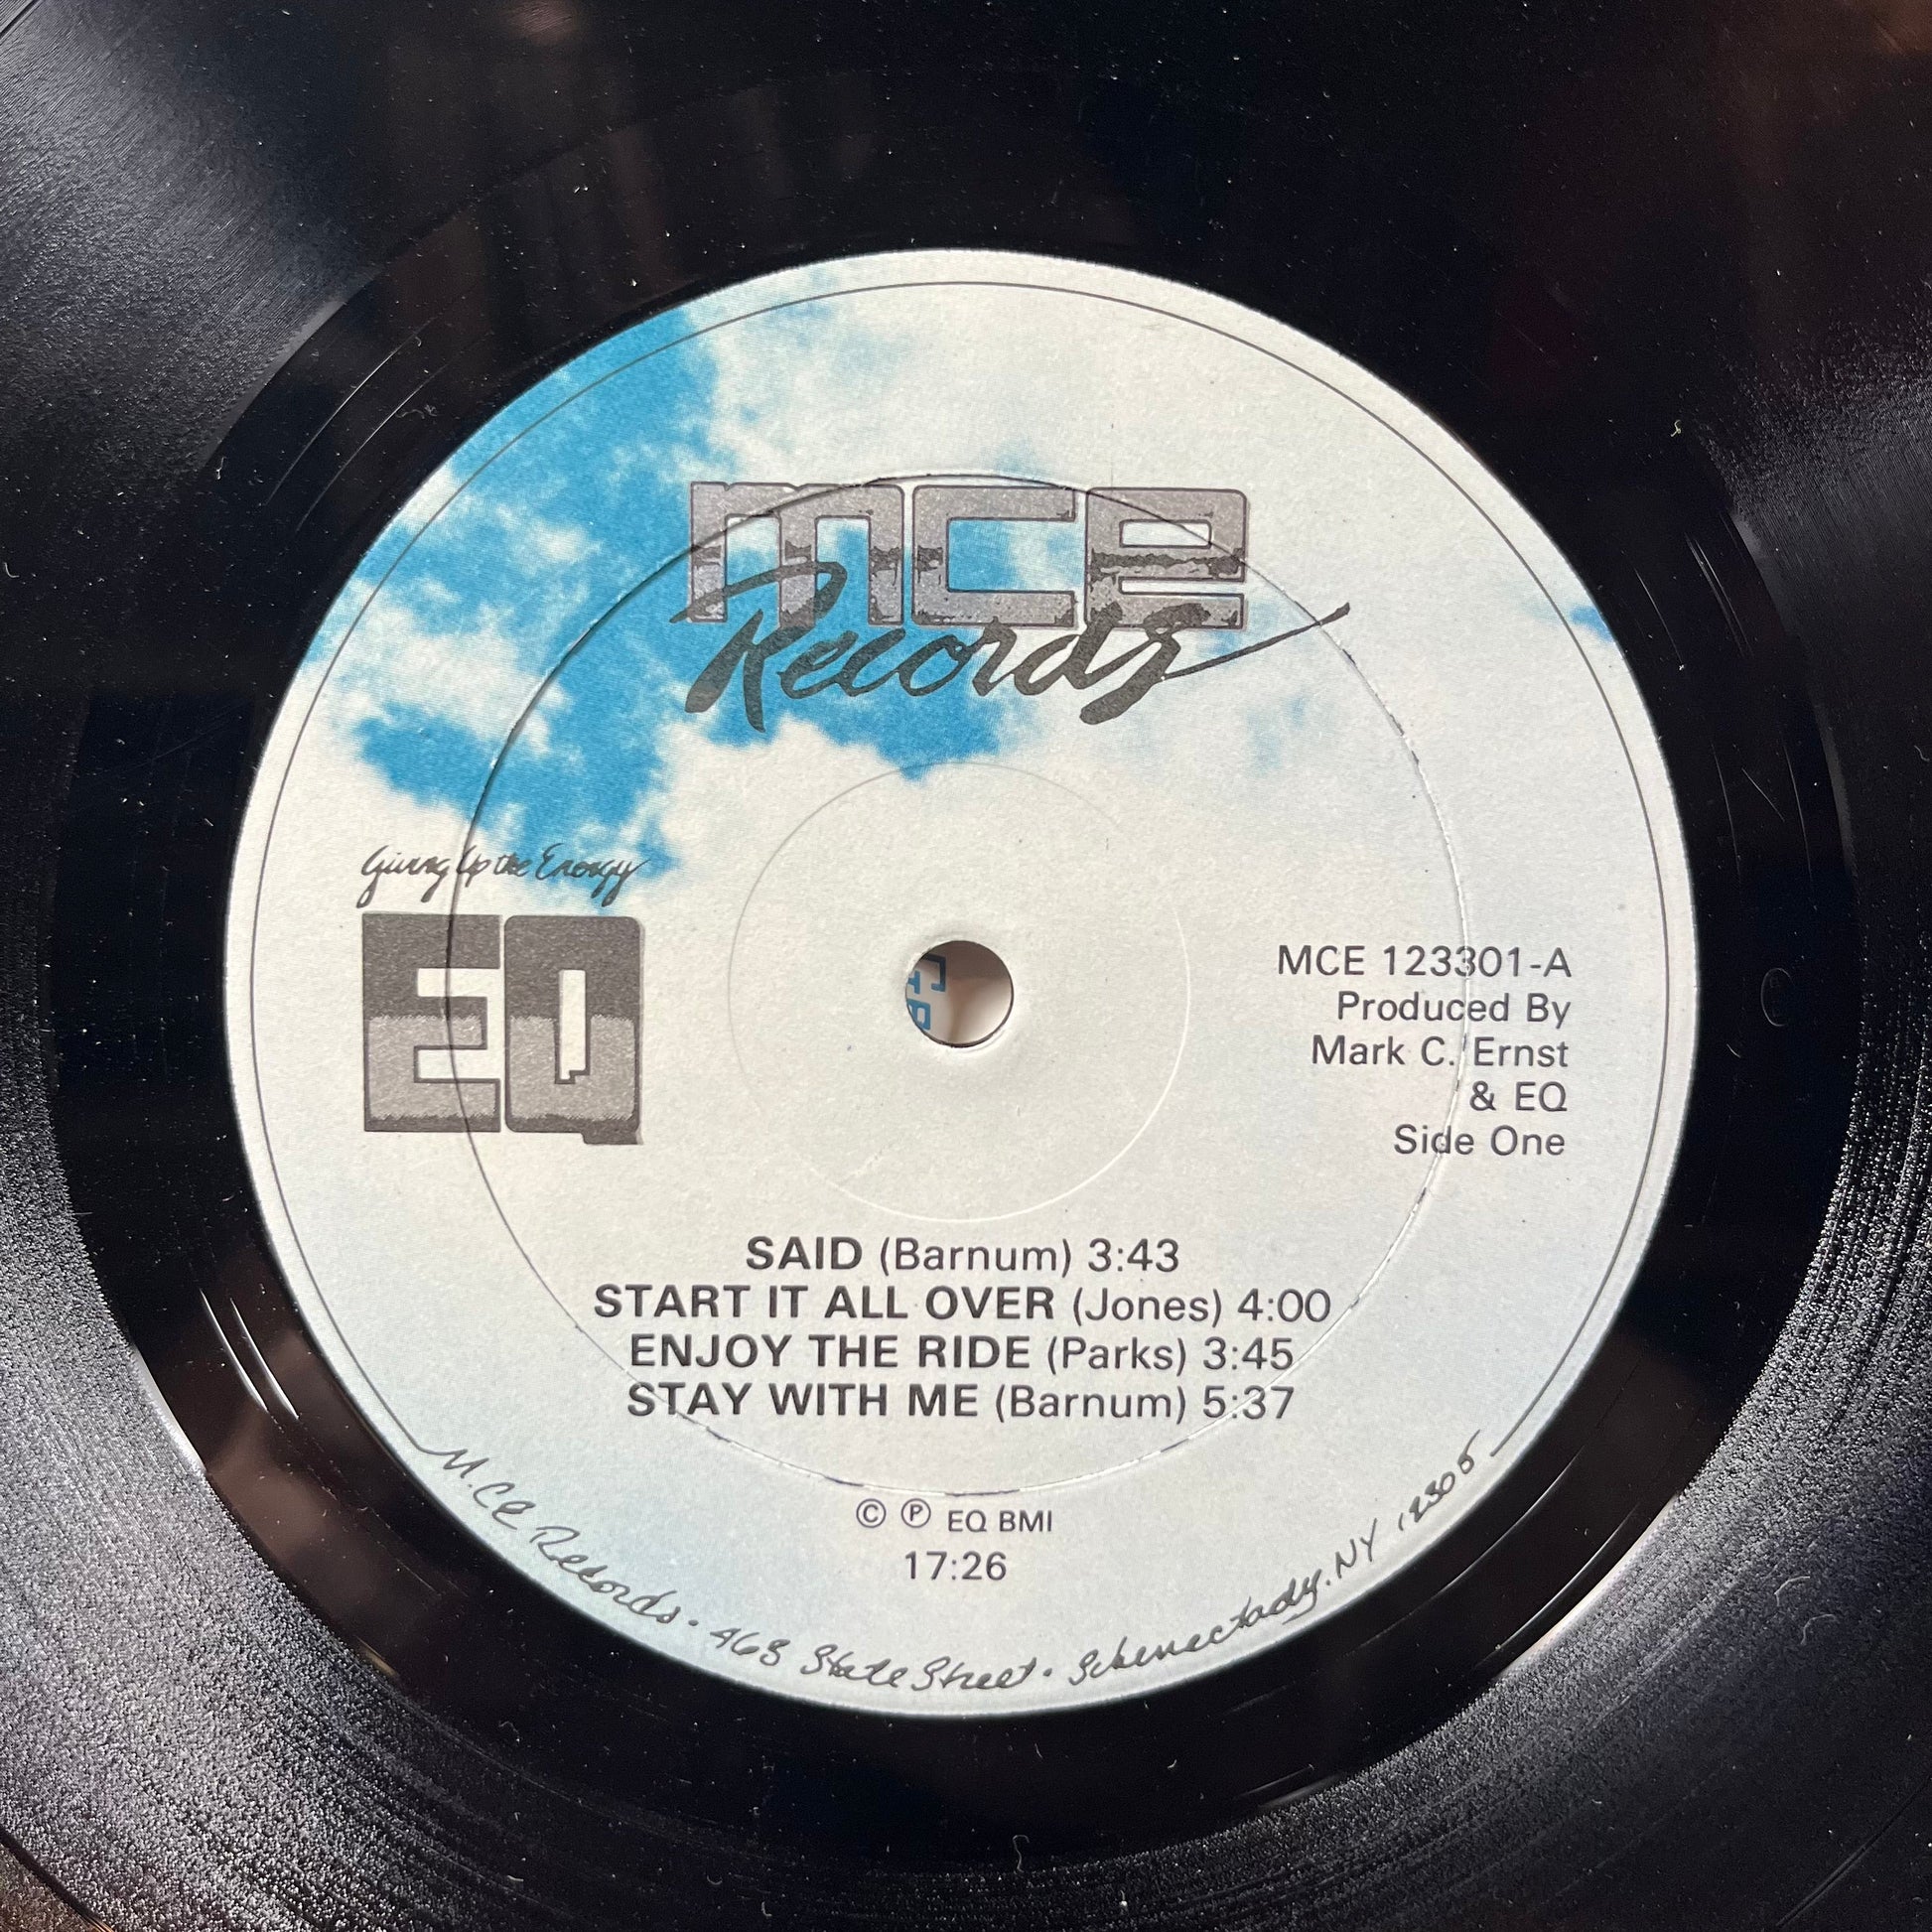 mce
Records
Giving Up the Energy
EQ
MCE 123301-A
Produced By
Mark C. Ernst
& EQ
Side One
SAID (Barnum) 3:43
START IT ALL OVER (Jones) 4:00
ENJOY THE RIDE (Parks) 3:45
STAY WITH ME (Barnum) 5:37
© ℗ EQ BMI
17:26
M.C.E. Records · 463 State Street · Schenectady, NY 12305